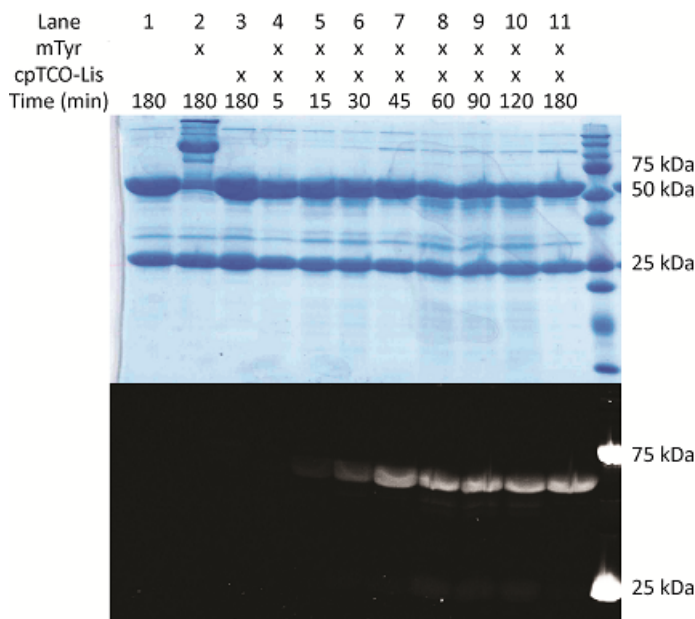 Lane 1 2 3 4 5 6 7 8 9 10 11
mTyr x x x x x x x x x
cpTCO-Lis x x x x x x x x x
Time (min) 180 180 180 5 15 30 45 60 90 120 180
75 kDa
50 kDa
25 kDa
75 kDa
25 kDa